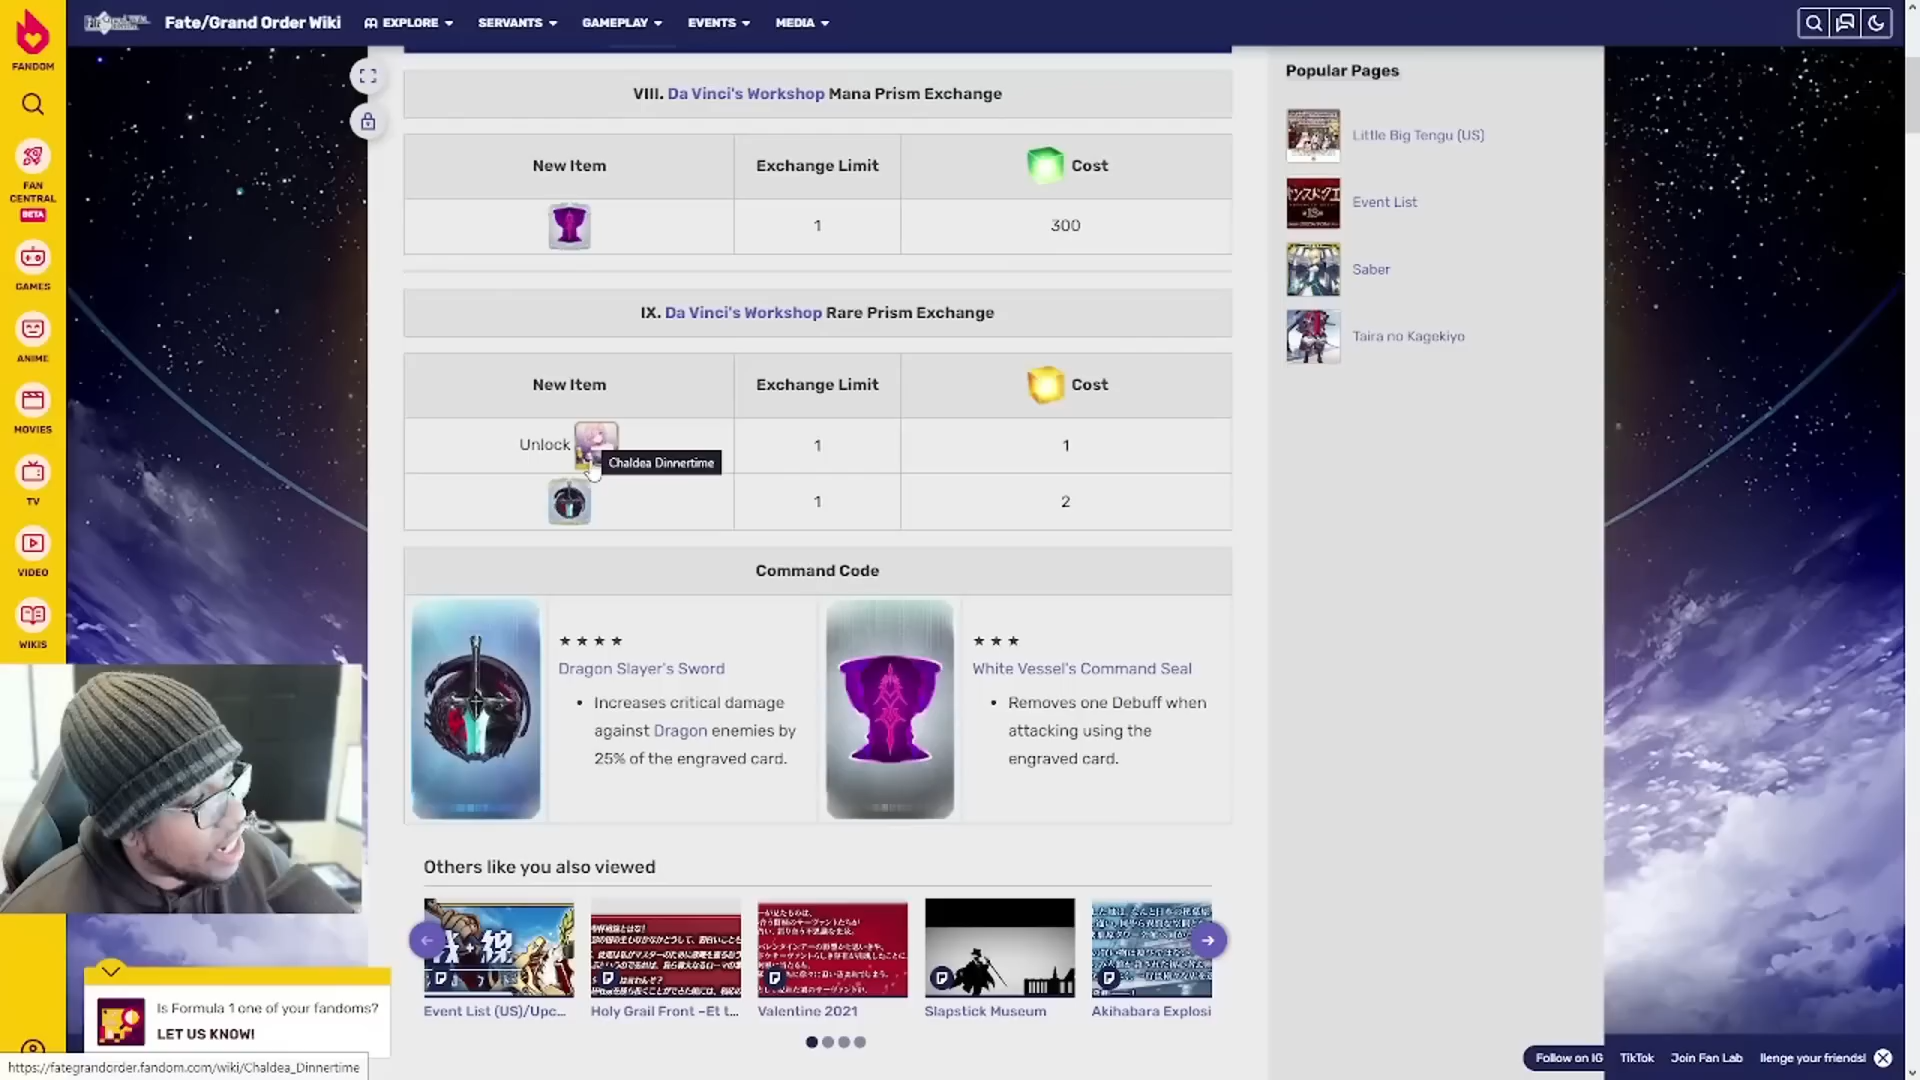 Fate/Grand Order Wiki
EXPLORE
SERVANTS
GAMEPLAY
EVENTS
MEDIA
FANDOM
FAN
CENTRAL
BETA
GAMES
ANIME
MOVIES
TV
VIDEO
WIKIS
VIII. Da Vinci's Workshop Mana Prism Exchange
New Item
Exchange Limit
Cost
1
300
IX. Da Vinci's Workshop Rare Prism Exchange
New Item
Exchange Limit
Cost
Unlock
1
1
Chaldea Dinnertime
1
2
Command Code
★ ★ ★ ★
Dragon Slayer's Sword
• Increases critical damage
against Dragon enemies by
25% of the engraved card.
★ ★ ★
White Vessel's Command Seal
• Removes one Debuff when
attacking using the
engraved card.
Others like you also viewed
Event List (US)/Upc...
Holy Grail Front ~Et t...
Valentine 2021
Slapstick Museum
Akihabara Explosi
Popular Pages
Little Big Tengu (US)
Event List
Saber
Taira no Kagekiyo
Is Formula 1 one of your fandoms?
LET US KNOW!
https://fategrandorder.fandom.com/wiki/Chaldea_Dinnertime
Follow on IG
TikTok
Join Fan Lab
llenge your friends!